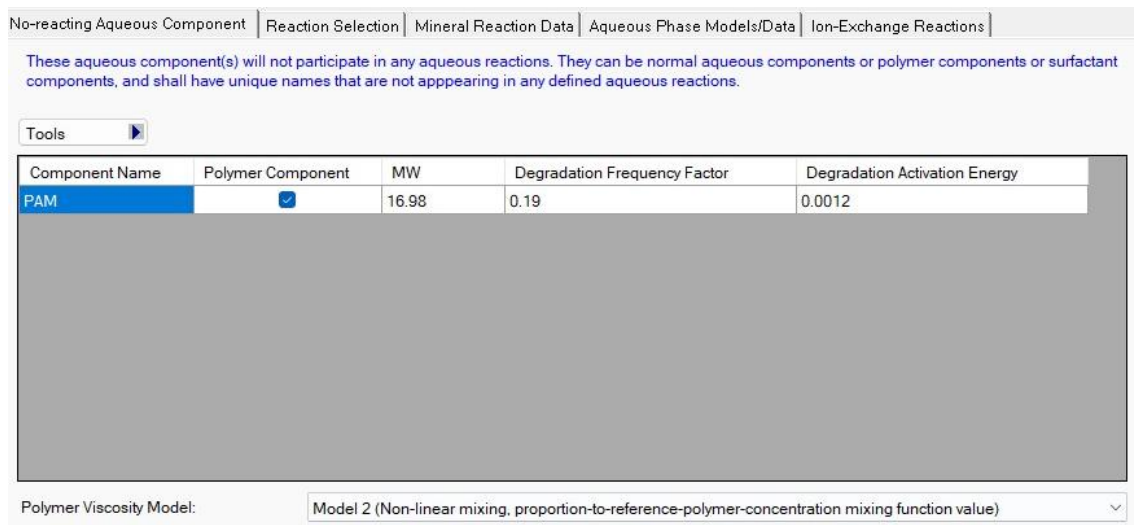 No-reacting Aqueous Component Reaction Selection Mineral Reaction Data Aqueous Phase Models/Data Ion-Exchange Reactions
These aqueous component(s) will not participate in any aqueous reactions. They can be normal aqueous components or polymer components or surfactant
components, and shall have unique names that are not apppearing in any defined aqueous reactions.
Tools
Component Name Polymer Component MW Degradation Frequency Factor Degradation Activation Energy
PAM 16.98 0.19 0.0012
Polymer Viscosity Model: Model 2 (Non-linear mixing, proportion-to-reference-polymer-concentration mixing function value)